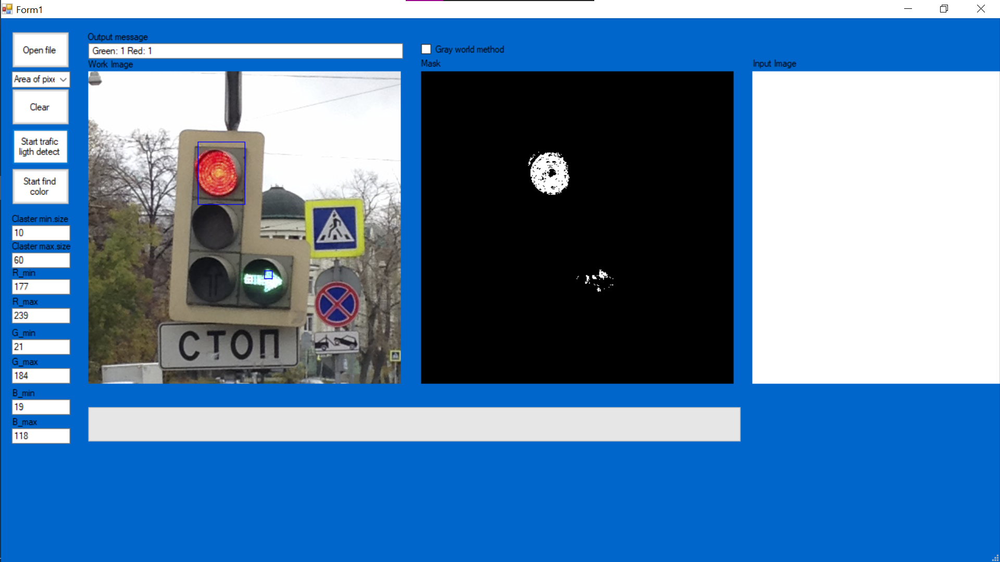 Form1
Open file
Area of pixe
Clear
Start trafic
ligth detect
Start find
color
Claster min.size
10
Claster max.size
60
R_min
177
R_max
239
G_min
21
G_max
184
B_min
19
B_max
118
Output message
Green: 1 Red: 1
Work Image
СТОП
Gray world method
Mask
Input Image